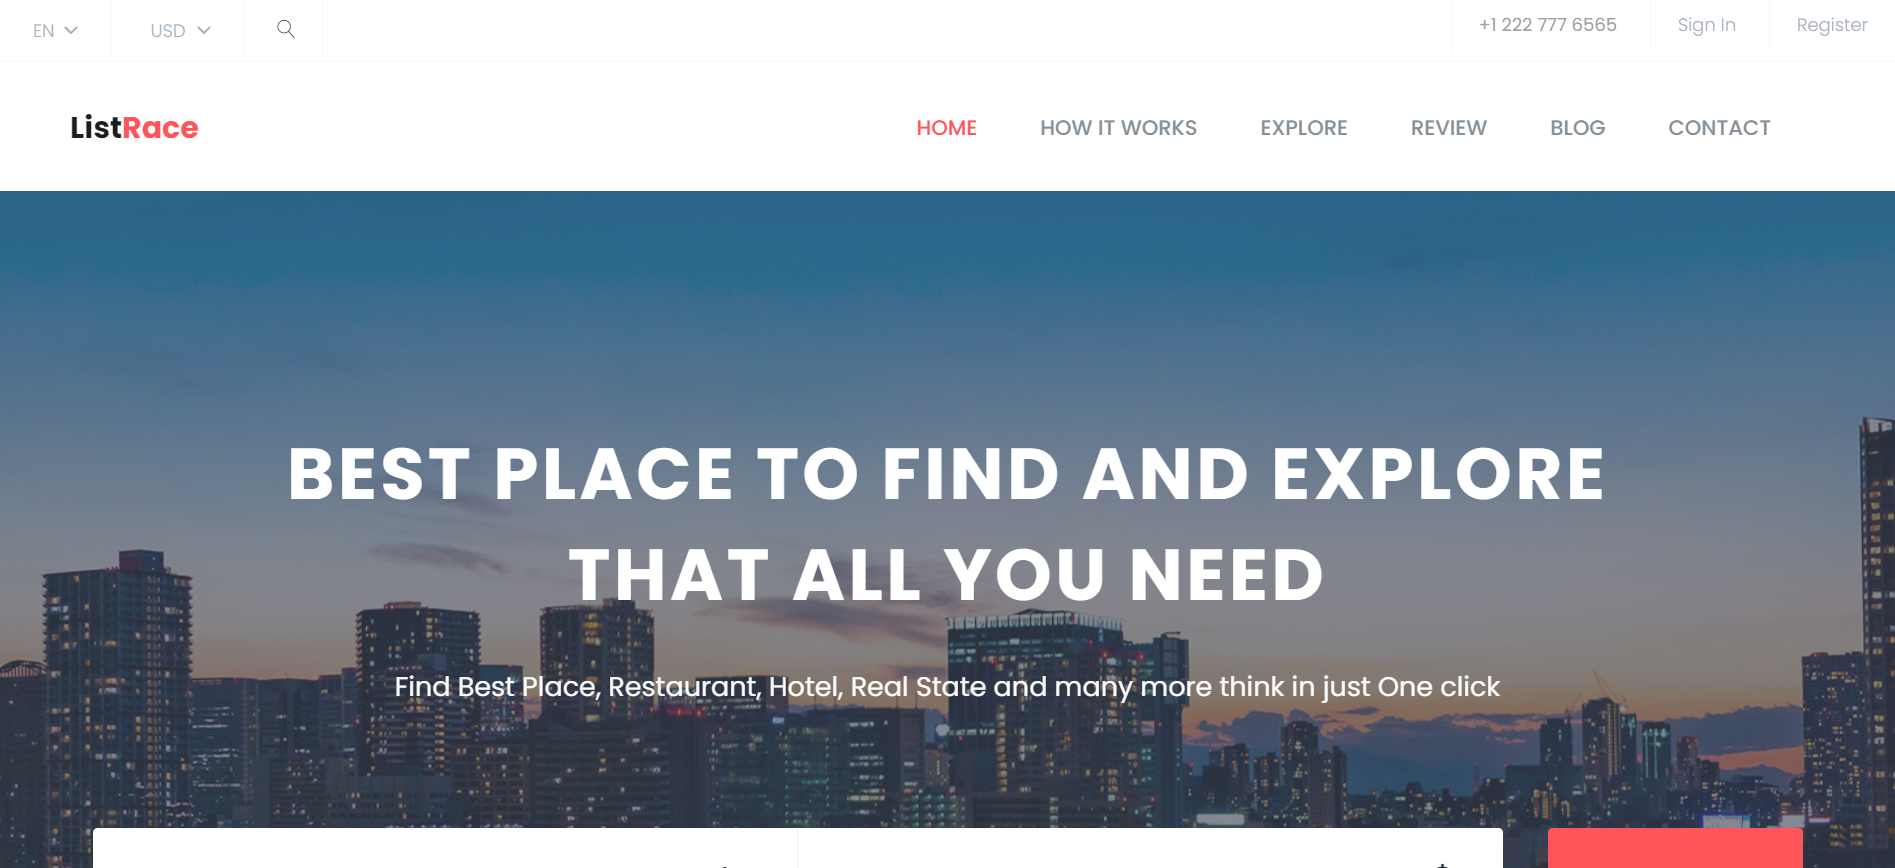 EN USD +1 222 777 6565 Sign In Register
ListRace HOME HOW IT WORKS EXPLORE REVIEW BLOG CONTACT
BEST PLACE TO FIND AND EXPLORE
THAT ALL YOU NEED
Find Best Place, Restaurant, Hotel, Real State and many more think in just One click